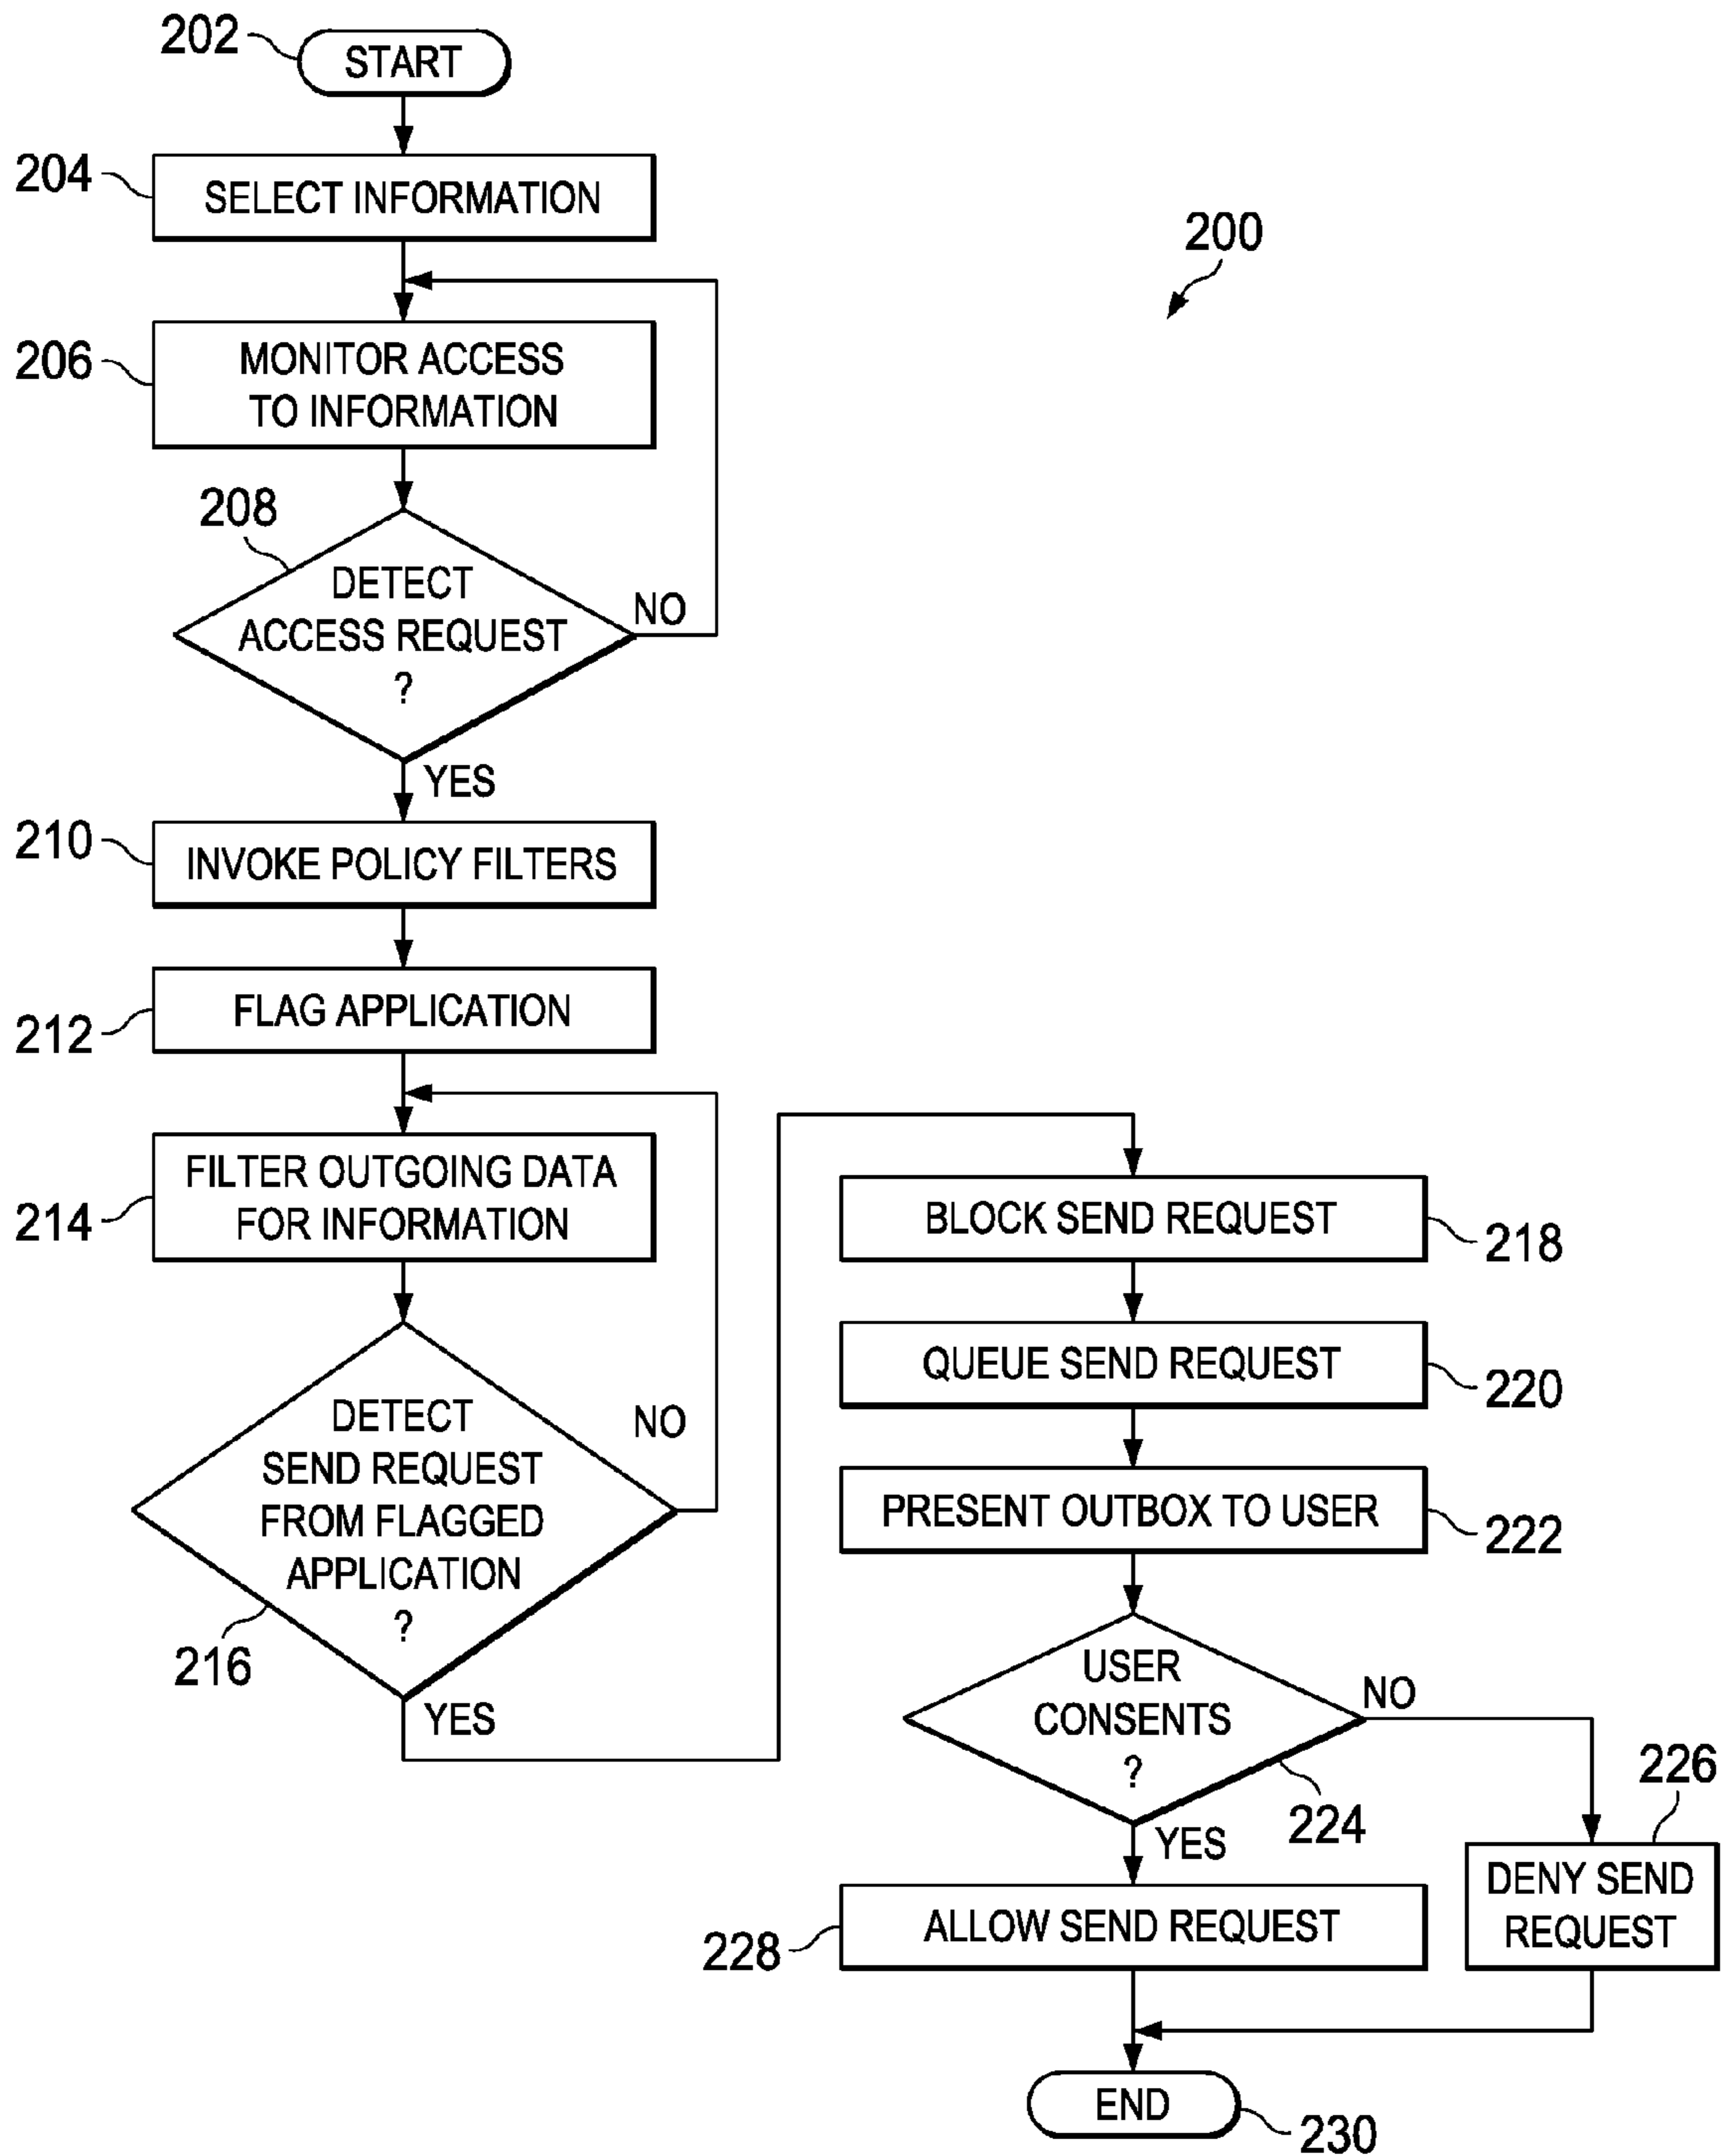 202
START
204
SELECT INFORMATION
200
206
MONITOR ACCESS
TO INFORMATION
208
DETECT
ACCESS REQUEST
?
NO
YES
210
INVOKE POLICY FILTERS
212
FLAG APPLICATION
214
FILTER OUTGOING DATA
FOR INFORMATION
DETECT
SEND REQUEST
FROM FLAGGED
APPLICATION
?
NO
216
YES
BLOCK SEND REQUEST
218
QUEUE SEND REQUEST
220
PRESENT OUTBOX TO USER
222
USER
CONSENTS
?
NO
224
YES
226
DENY SEND
REQUEST
ALLOW SEND REQUEST
228
END
230